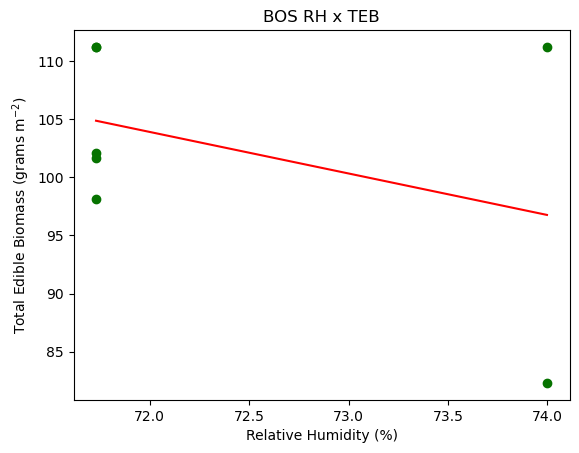 BOS RH x TEB
Total Edible Biomass (grams m⁻²)
110
105
100
95
90
85
72.0 72.5 73.0 73.5 74.0
Relative Humidity (%)